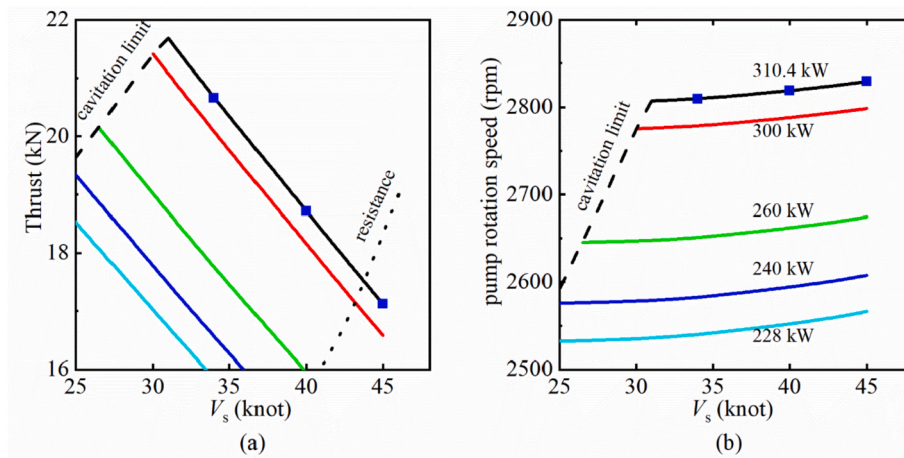 22
20
18
16
Thrust (kN)
cavitation limit
resistance
25 30 35 40 45
Vs (knot)
(a)
2900
2800
2700
2600
2500
pump rotation speed (rpm)
cavitation limit
310.4 kW
300 kW
260 kW
240 kW
228 kW
25 30 35 40 45
Vs (knot)
(b)